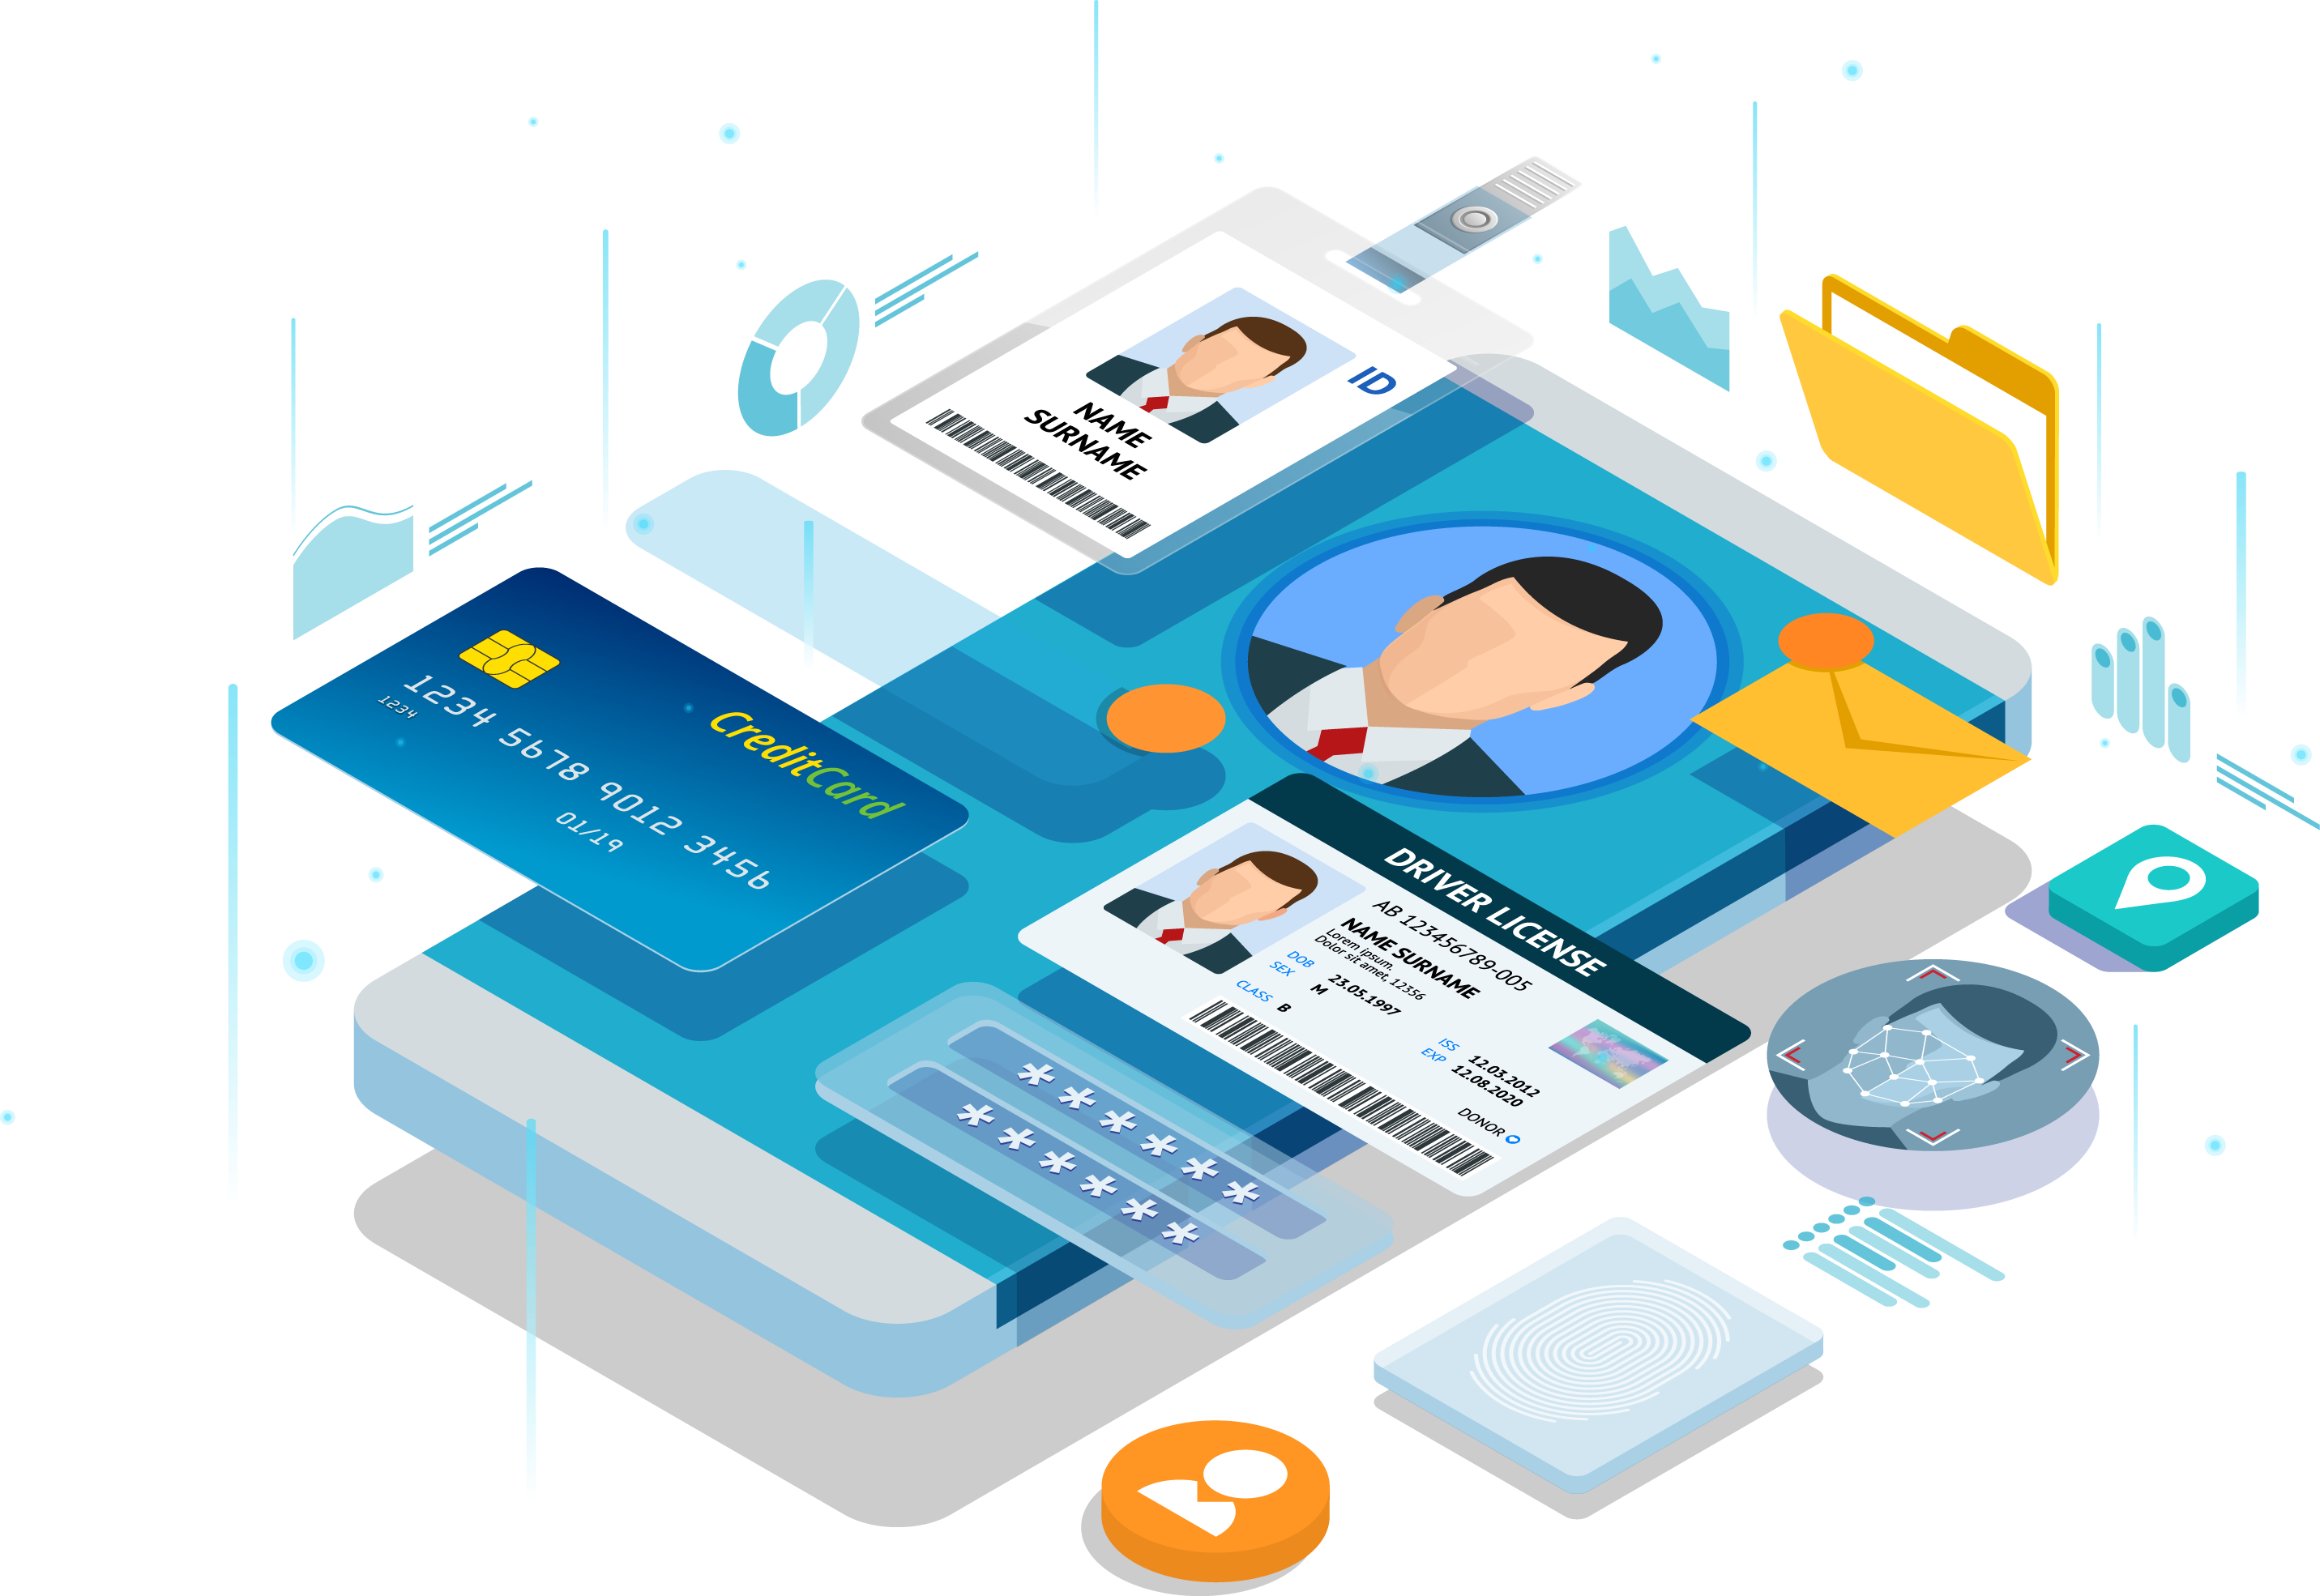 ID
NAME
SURNAME
CreditCard
1234 5678 9012 3456
1234
01/19
DRIVER LICENSE
AB 123456789-005
NAME SURNAME
Lorem ipsum.
Dolor sit amet, 12356
DOB 23.05.1997
SEX M
CLASS B
ISS 12.03.2012
EXP 12.08.2020
DONOR
* * * * * *
* * * * * *